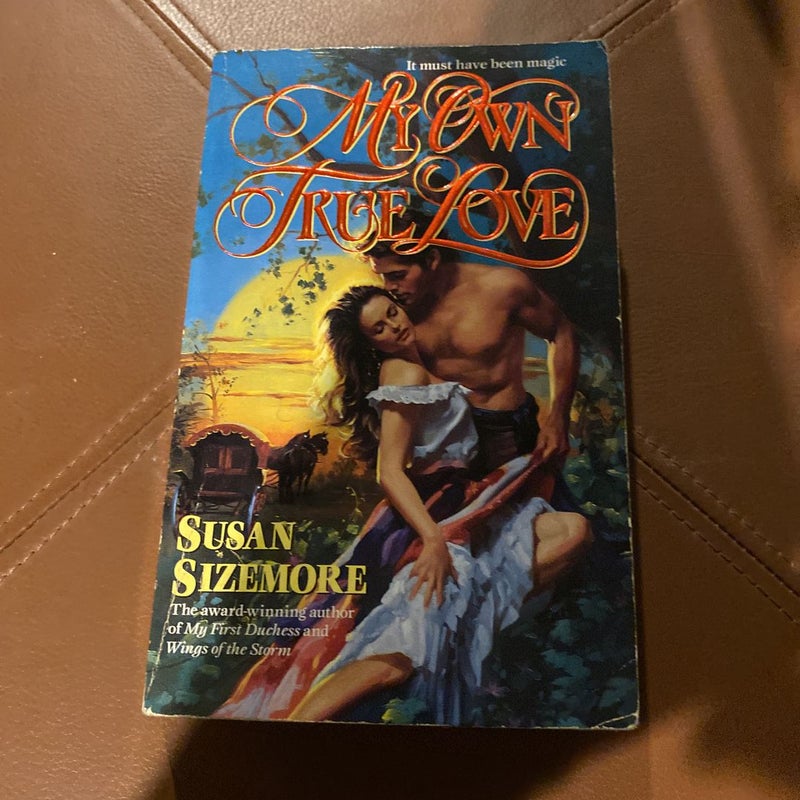 It must have been magic
MY OWN
TRUE LOVE
SUSAN
SIZEMORE
The award-winning author
of My First Duchess and
Wings of the Storm